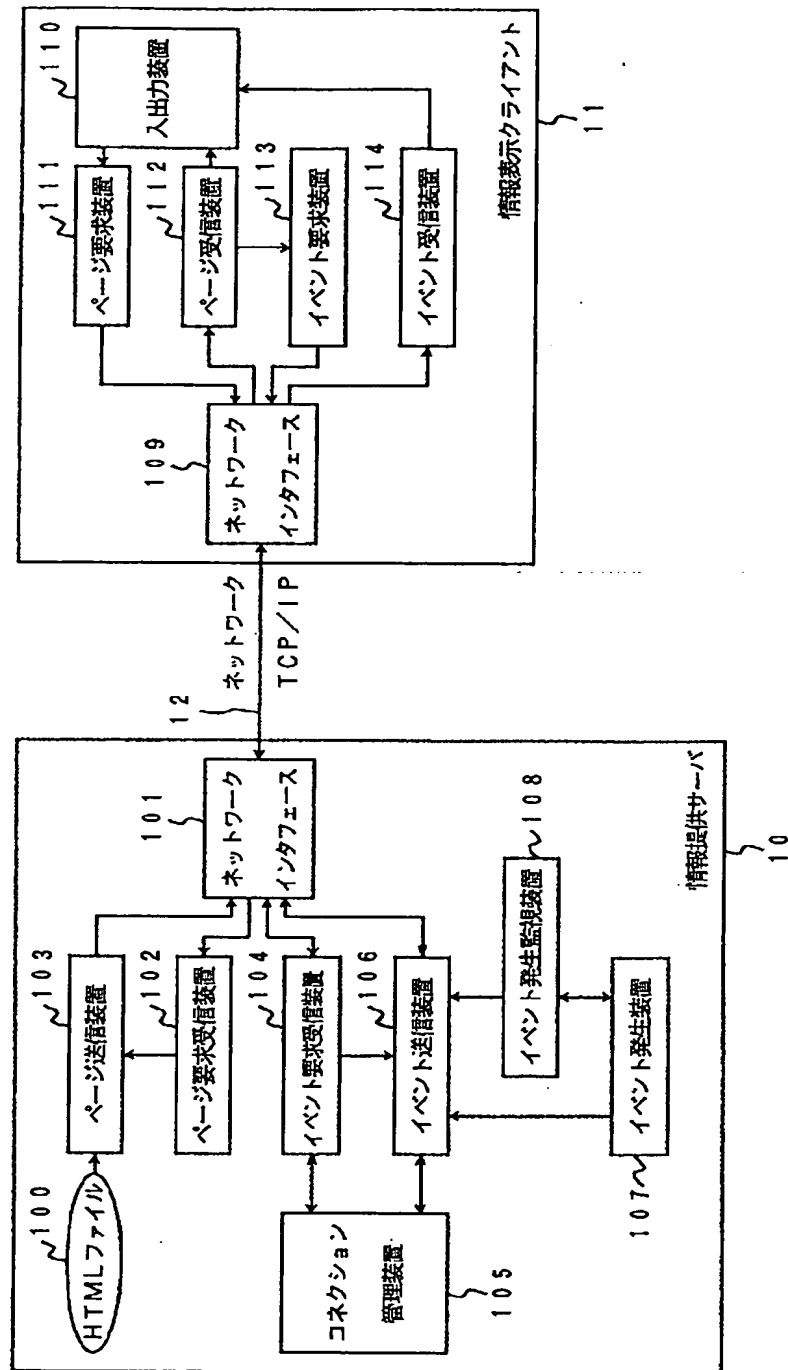 100
HTMLファイル
103
ページ送信装置
102
ページ要求受信装置
104
イベント要求受信装置
106
イベント送信装置
105
コネクション
管理装置
101
ネットワーク
インタフェース
108
イベント発生監視装置
107
イベント発生装置
情報提供サーバ
10
12
ネットワーク
TCP/IP
109
ネットワーク
インタフェース
111
ページ要求装置
112
ページ受信装置
113
イベント要求装置
114
イベント受信装置
110
入出力装置
情報表示クライアント
11